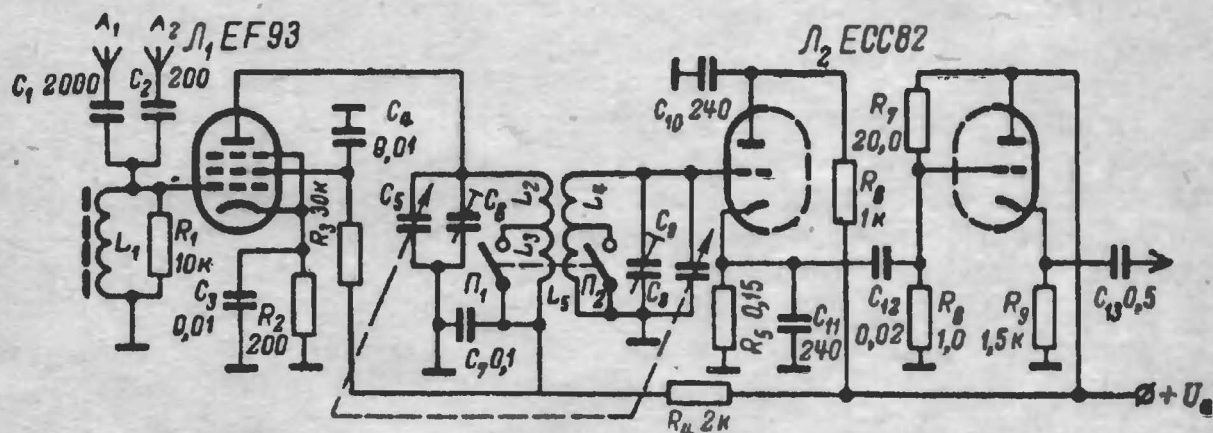 A1 A2
Л1 EF93
C1 2000
C2 200
L1
R1 10к
C3 0,01
R2 200
R3 30к
C4 0,01
C5
C6
L2
L3
L4
L5
П1
П2
C7 0,1
C9
C8
R4 2к
Л2 ECC82
C10 240
R6 1к
R5 0,15
C11 240
C12 0,02
R7 20,0
R8 1,0
R9 1,5к
C13 0,5
+Uа